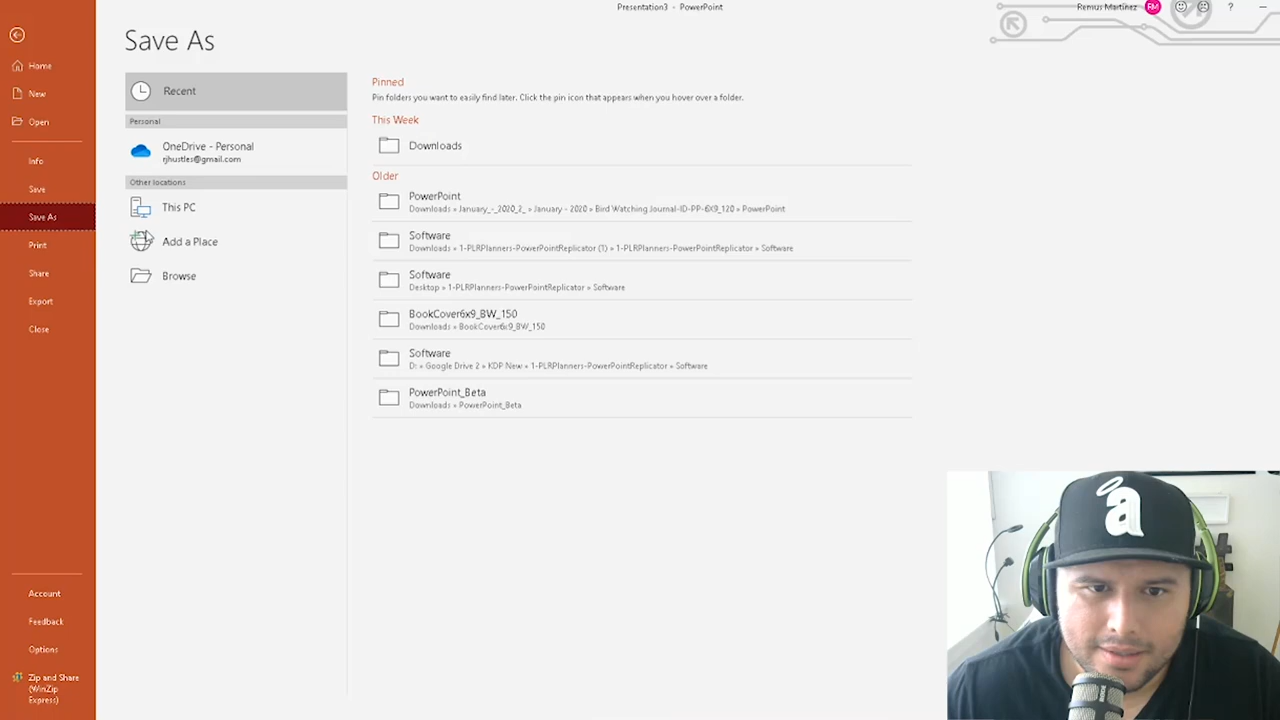 Presentation3 - PowerPoint
Remus Martinez
RM
?
Save As
Home
New
Open
Info
Save
Save As
Print
Share
Export
Close
Account
Feedback
Options
Zip and Share
(WinZip
Express)
Recent
Personal
OneDrive - Personal
rjhustles@gmail.com
Other locations
This PC
Add a Place
Browse
Pinned
Pin folders you want to easily find later. Click the pin icon that appears when you hover over a folder.
This Week
Downloads
Older
PowerPoint
Downloads » January_-_2020_2_ » January - 2020 » Bird Watching Journal-ID-PP-6X9_120 » PowerPoint
Software
Downloads » 1-PLRPlanners-PowerPointReplicator (1) » 1-PLRPlanners-PowerPointReplicator » Software
Software
Desktop » 1-PLRPlanners-PowerPointReplicator » Software
BookCover6x9_BW_150
Downloads » BookCover6x9_BW_150
Software
D: » Google Drive 2 » KDP New » 1-PLRPlanners-PowerPointReplicator » Software
PowerPoint_Beta
Downloads » PowerPoint_Beta
a